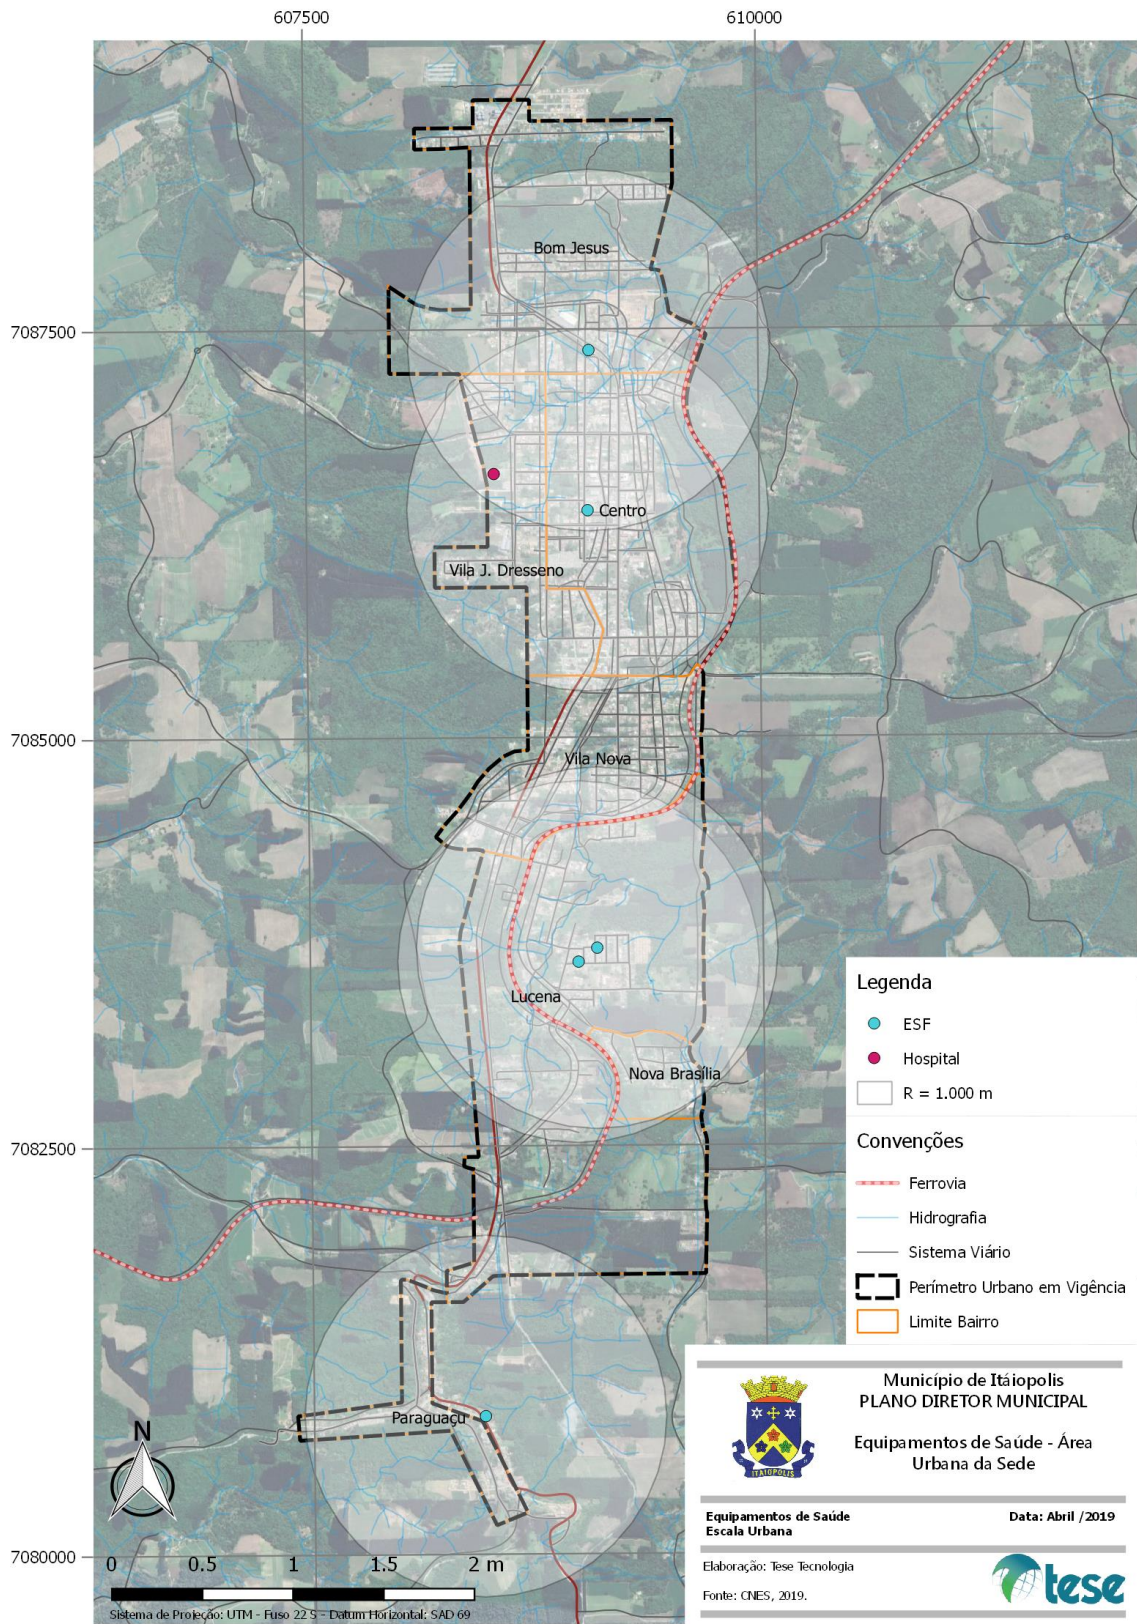 607500
610000
7087500
7085000
7082500
7080000
Bom Jesus
Centro
Vila J. Dresseno
Vila Nova
Lucena
Nova Brasília
Paraguaçu
Legenda
ESF
Hospital
R = 1.000 m
Convenções
Ferrovia
Hidrografia
Sistema Viário
Perímetro Urbano em Vigência
Limite Bairro
N
0 0.5 1 1.5 2 m
Sistema de Projeção: UTM - Fuso 22 S - Datum Horizontal: SAD 69
ITAIOPOLIS
Município de Itáiopolis
PLANO DIRETOR MUNICIPAL
Equipamentos de Saúde - Área
Urbana da Sede
Equipamentos de Saúde
Escala Urbana
Data: Abril /2019
Elaboração: Tese Tecnologia
Fonte: CNES, 2019.
tese